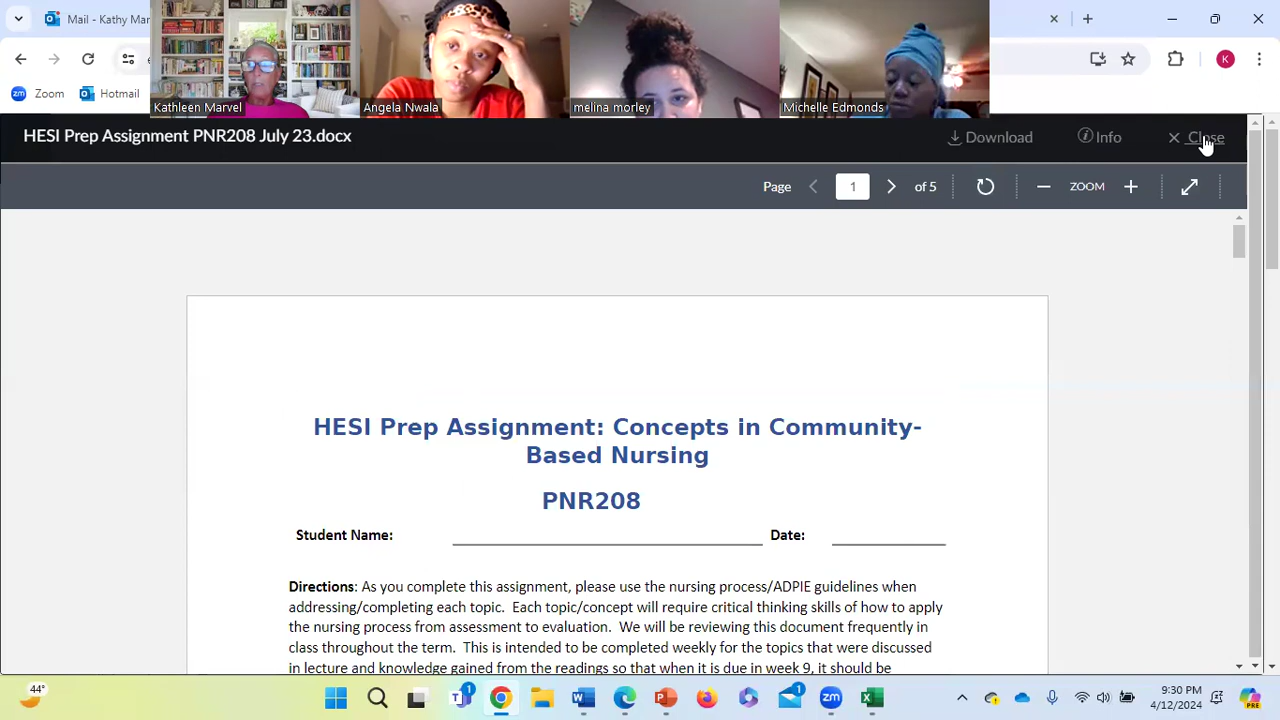 Mail - Kathy Mar
K
Zoom
Hotmail
Kathleen Marvel
Angela Nwala
melina morley
Michelle Edmonds
HESI Prep Assignment PNR208 July 23.docx
Download
Info
Close
Page
1
of 5
ZOOM
HESI Prep Assignment: Concepts in Community-
Based Nursing
PNR208
Student Name:
Date:
Directions: As you complete this assignment, please use the nursing process/ADPIE guidelines when
addressing/completing each topic. Each topic/concept will require critical thinking skills of how to apply
the nursing process from assessment to evaluation. We will be reviewing this document frequently in
class throughout the term. This is intended to be completed weekly for the topics that were discussed
in lecture and knowledge gained from the readings so that when it is due in week 9, it should be
44°
1
1
zm
9:30 PM
4/12/2024
PRE